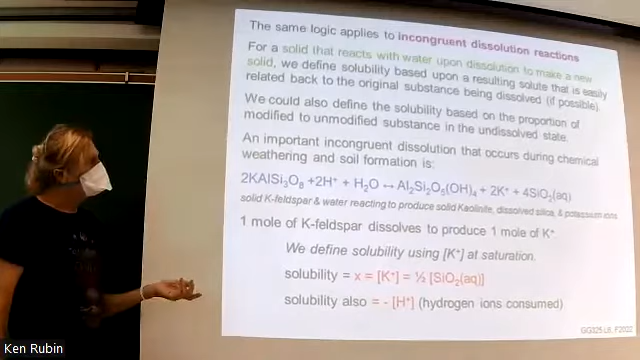 The same logic applies to incongruent dissolution reactions
For a solid that reacts with water upon dissolution to make a new
solid, we define solubility based upon a resulting solute that is easily
related back to the original substance being dissolved (if possible).
We could also define the solubility based on the proportion of
modified to unmodified substance in the undissolved state.
An important incongruent dissolution that occurs during chemical
weathering and soil formation is:
2KAlSi₃O₈ +2H⁺ + H₂O ↔ Al₂Si₂O₅(OH)₄ + 2K⁺ + 4SiO₂(aq)
solid K-feldspar & water reacting to produce solid Kaolinite, dissolved silica, & potassium ions
1 mole of K-feldspar dissolves to produce 1 mole of K⁺
We define solubility using [K⁺] at saturation.
solubility = x = [K⁺] = ½ [SiO₂(aq)]
solubility also = - [H⁺] (hydrogen ions consumed)
GG325 L6, F2022
Ken Rubin